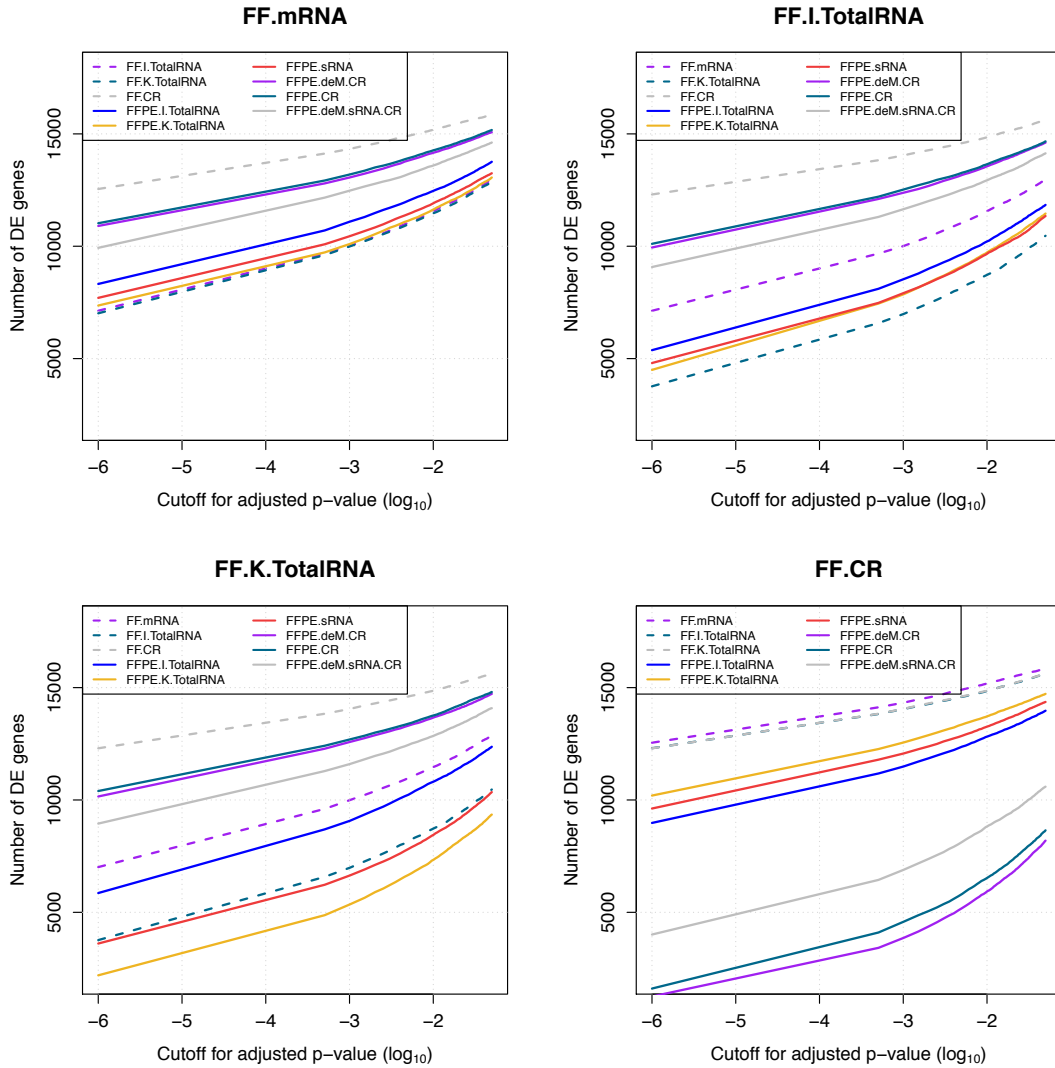 FF.mRNA
FF.I.TotalRNA
FF.K.TotalRNA
FF.CR
FFPE.I.TotalRNA
FFPE.K.TotalRNA
FFPE.sRNA
FFPE.deM.CR
FFPE.CR
FFPE.deM.sRNA.CR
Number of DE genes
5000
10000
15000
−6
−5
−4
−3
−2
Cutoff for adjusted p−value (log10)
FF.I.TotalRNA
FF.mRNA
FF.K.TotalRNA
FF.CR
FFPE.I.TotalRNA
FFPE.K.TotalRNA
FFPE.sRNA
FFPE.deM.CR
FFPE.CR
FFPE.deM.sRNA.CR
Number of DE genes
5000
10000
15000
−6
−5
−4
−3
−2
Cutoff for adjusted p−value (log10)
FF.K.TotalRNA
FF.mRNA
FF.I.TotalRNA
FF.CR
FFPE.I.TotalRNA
FFPE.K.TotalRNA
FFPE.sRNA
FFPE.deM.CR
FFPE.CR
FFPE.deM.sRNA.CR
Number of DE genes
5000
10000
15000
−6
−5
−4
−3
−2
Cutoff for adjusted p−value (log10)
FF.CR
FF.mRNA
FF.I.TotalRNA
FF.K.TotalRNA
FFPE.I.TotalRNA
FFPE.K.TotalRNA
FFPE.sRNA
FFPE.deM.CR
FFPE.CR
FFPE.deM.sRNA.CR
Number of DE genes
5000
10000
15000
−6
−5
−4
−3
−2
Cutoff for adjusted p−value (log10)